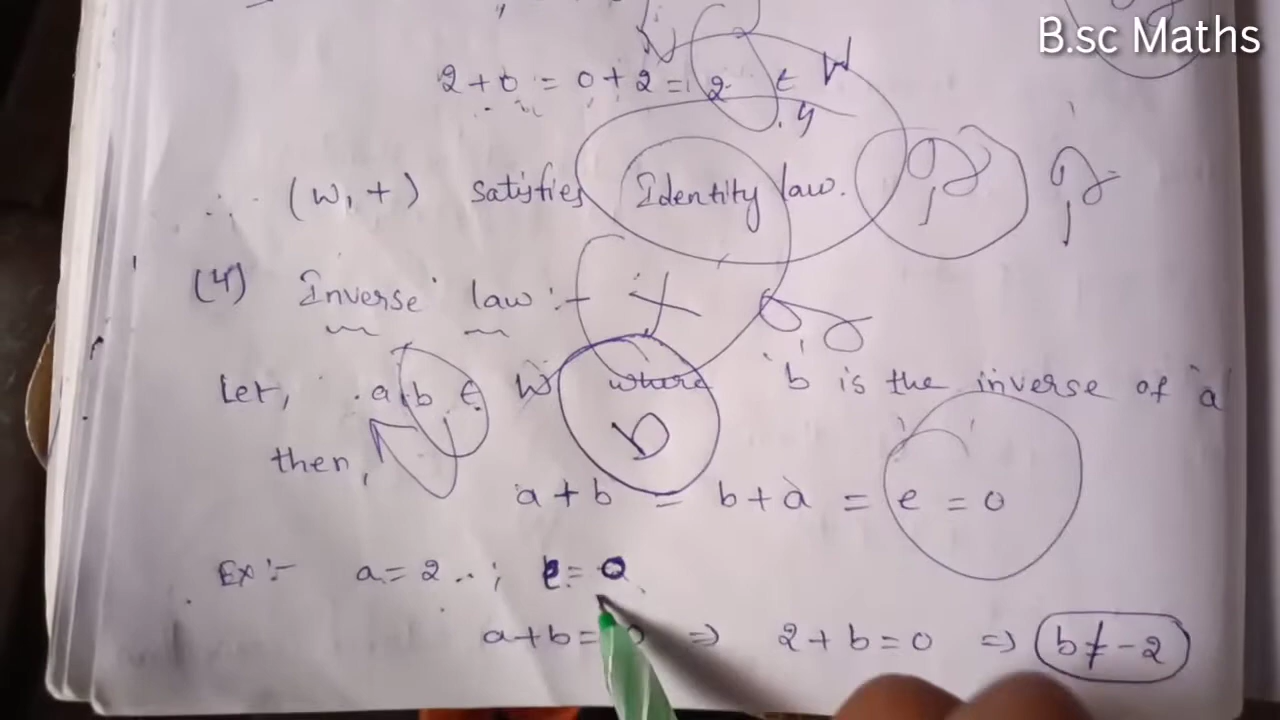 B.sc Maths
2 + 0 = 0 + 2 = 2 ∈ W
∴ (W, +) satisfies Identity law.
(4) Inverse law :-
Let, a, b ∈ W where 'b' is the inverse of 'a'
then,
a + b = b + a = e = 0
Ex :- a = 2 ; e = 0
a + b = 0 ⇒ 2 + b = 0 ⇒ b ≠ -2